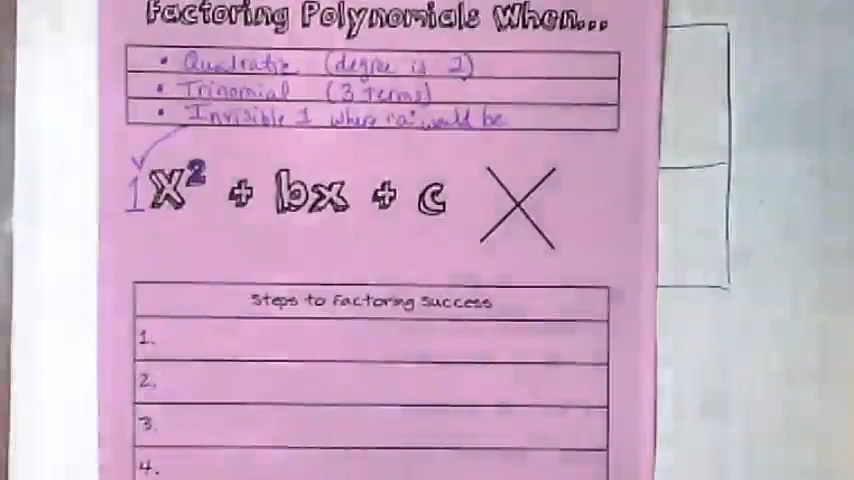 Factoring Polynomials When...
• Quadratic (degree is 2)
• Trinomial (3 terms)
• Invisible 1 where "a" would be
1x² + bx + c
Steps to Factoring Success
1.
2.
3.
4.